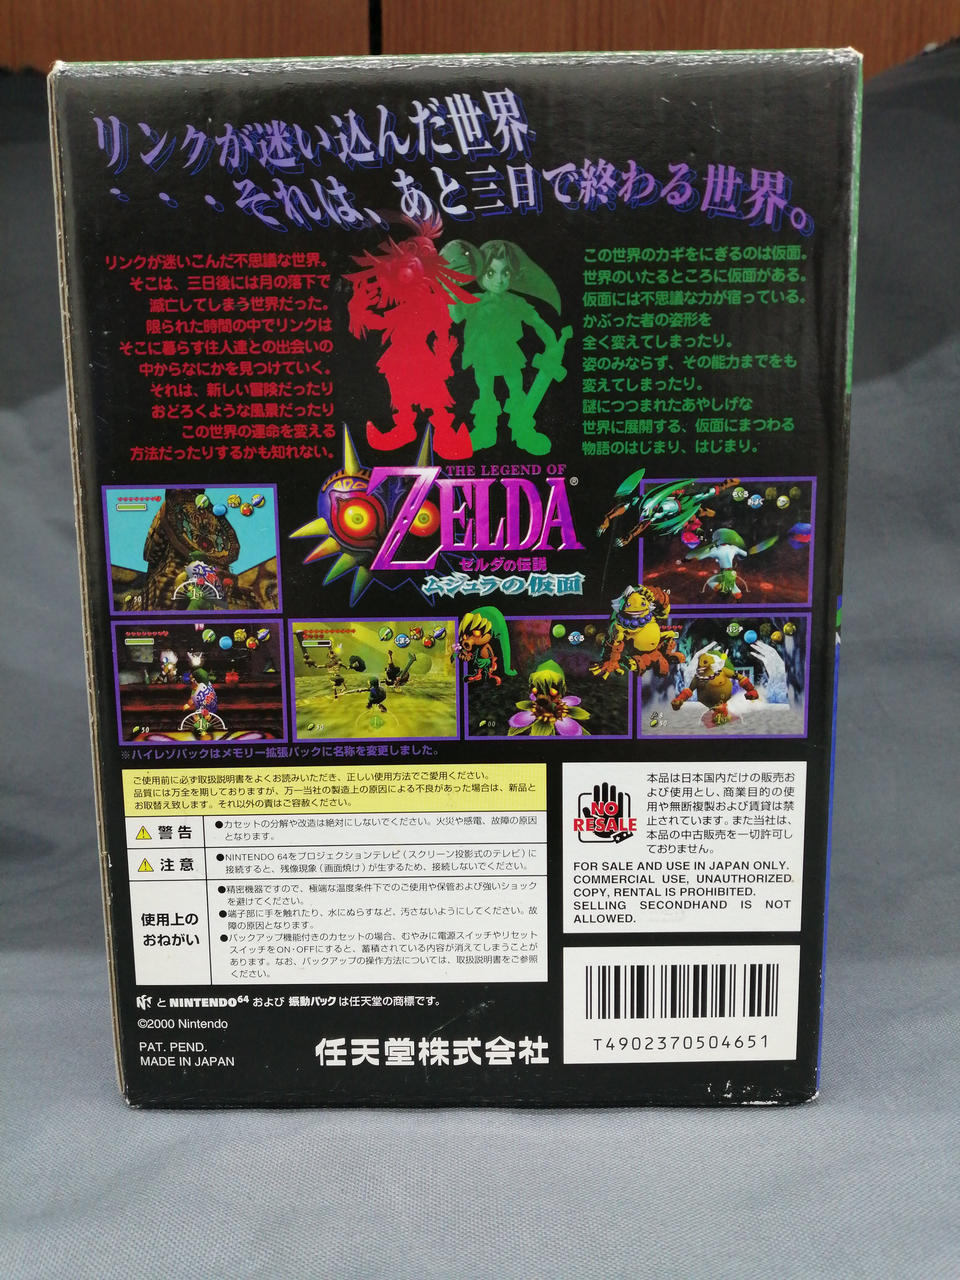 リンクが迷い込んだ世界
・・・それは、あと三日で終わる世界。
リンクが迷いこんだ不思議な世界。
そこは、三日後には月の落下で
滅亡してしまう世界だった。
限られた時間の中でリンクは
そこに暮らす住人達との出会いの
中からなにかを見つけていく。
それは、新しい冒険だったり
おどろくような風景だったり
この世界の運命を変える
方法だったりするかも知れない。
この世界のカギをにぎるのは仮面。
世界のいたるところに仮面がある。
仮面には不思議な力が宿っている。
かぶった者の姿形を
全く変えてしまったり。
姿のみならず、その能力までをも
変えてしまったり。
謎につつまれたあやしげな
世界に展開する、仮面にまつわる
物語のはじまり、はじまり。
THE LEGEND OF
ZELDA®
ゼルダの伝説
ムジュラの仮面
※ハイレゾパックはメモリー拡張パックに名称を変更しました。
ご使用前に必ず取扱説明書をよくお読みいただき、正しい使用方法でご愛用ください。
品質には万全を期しておりますが、万一当社の製造上の原因による不良があった場合は、新品と
お取替え致します。それ以外の責はご容赦ください。
警告
●カセットの分解や改造は絶対にしないでください。火災や感電、故障の原因
となります。
注意
●NINTENDO 64をプロジェクションテレビ(スクリーン投影式のテレビ)に
接続すると、残像現象(画面焼け)が生ずるため、接続しないでください。
使用上の
おねがい
●精密機器ですので、極端な温度条件下でのご使用や保管および強いショック
を避けてください。
●端子部に手を触れたり、水にぬらすなど、汚さないようにしてください。故
障の原因となります。
●バックアップ機能付きのカセットの場合、むやみに電源スイッチやリセット
スイッチをON・OFFにすると、蓄積されている内容が消えてしまうことが
あります。なお、バックアップの操作方法については、取扱説明書をご参照
ください。
NO
RESALE
本品は日本国内だけの販売お
よび使用とし、商業目的の使
用や無断複製および賃貸は禁
止されています。また当社は、
本品の中古販売を一切許可し
ておりません。
FOR SALE AND USE IN JAPAN ONLY.
COMMERCIAL USE, UNAUTHORIZED
COPY, RENTAL IS PROHIBITED.
SELLING SECONDHAND IS NOT
ALLOWED.
と NINTENDO64 および 振動パック は任天堂の商標です。
©2000 Nintendo
PAT. PEND.
MADE IN JAPAN
任天堂株式会社
T4902370504651